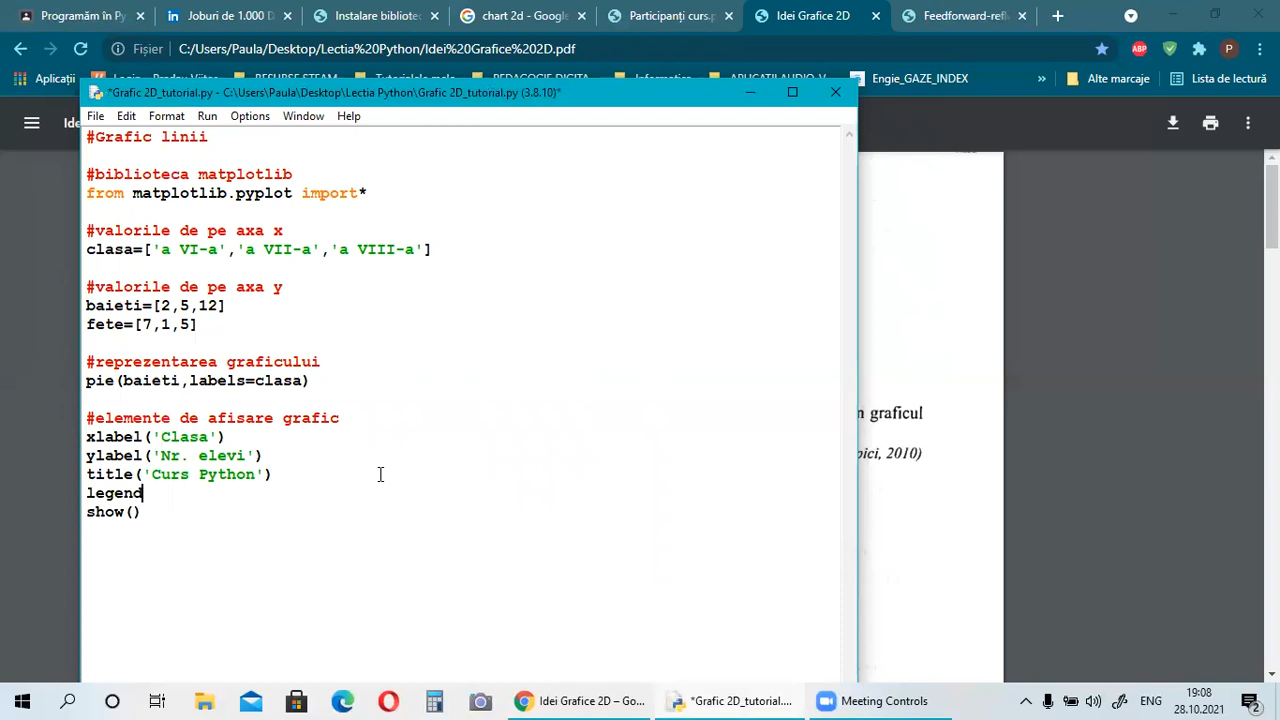 Programăm în Py
Joburi de 1.000 D
Instalare bibliotec
chart 2d - Google
Participanți curs.p
Idei Grafice 2D
Feedforward-refl
Fișier
C:/Users/Paula/Desktop/Lectia%20Python/Idei%20Grafice%202D.pdf
ABP
P
Aplicații
Engie_GAZE_INDEX
»
Alte marcaje
Lista de lectură
*Grafic 2D_tutorial.py - C:\Users\Paula\Desktop\Lectia Python\Grafic 2D_tutorial.py (3.8.10)*
File Edit Format Run Options Window Help
#Grafic linii
#biblioteca matplotlib
from matplotlib.pyplot import*
#valorile de pe axa x
clasa=['a VI-a','a VII-a','a VIII-a']
#valorile de pe axa y
baieti=[2,5,12]
fete=[7,1,5]
#reprezentarea graficului
pie(baieti,labels=clasa)
n graficul
#elemente de afisare grafic
xlabel('Clasa')
ylabel('Nr. elevi')
pici, 2010)
title('Curs Python')
legend
show()
Idei Grafice 2D – Go...
*Grafic 2D_tutorial....
Meeting Controls
ENG
19:08
28.10.2021
2